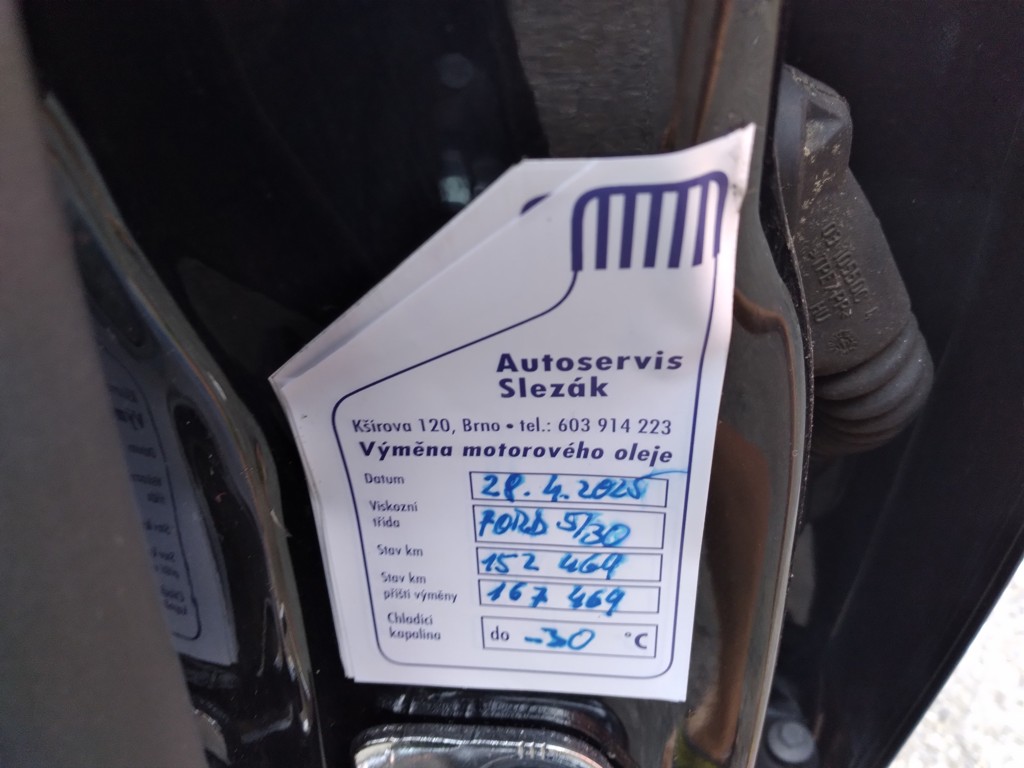 Autoservis
Slezák
Kšírova 120, Brno • tel.: 603 914 223
Výměna motorového oleje
Datum 28.4.2025
Viskozní
třída FORD 5/30
Stav km 152 469
Stav km
příští výměny 167 469
Chladící
kapalina do -30 °C